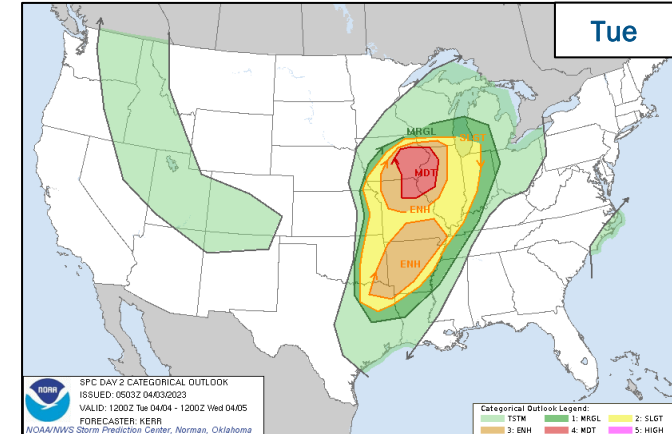 Tue
MRGL
SLGT
MDT
ENH
ENH
NOAA
SPC DAY 2 CATEGORICAL OUTLOOK
ISSUED: 0503Z 04/03/2023
VALID: 1200Z Tue 04/04 - 1200Z Wed 04/05
FORECASTER: KERR
NOAA/NWS Storm Prediction Center, Norman, Oklahoma
Categorical Outlook Legend:
TSTM 1: MRGL 2: SLGT
3: ENH 4: MDT 5: HIGH